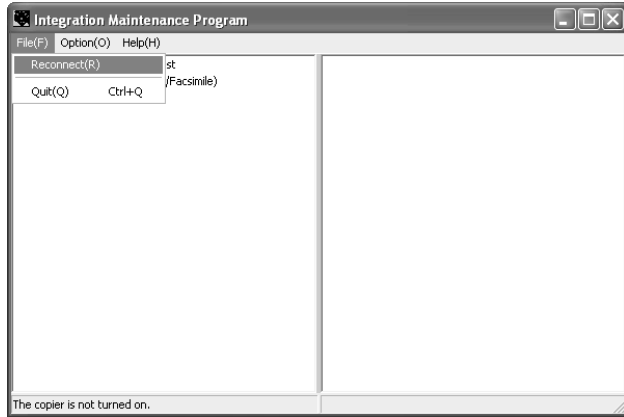 Integration Maintenance Program
File(F) Option(O) Help(H)
Reconnect(R) st
/Facsimile)
Quit(Q) Ctrl+Q
The copier is not turned on.